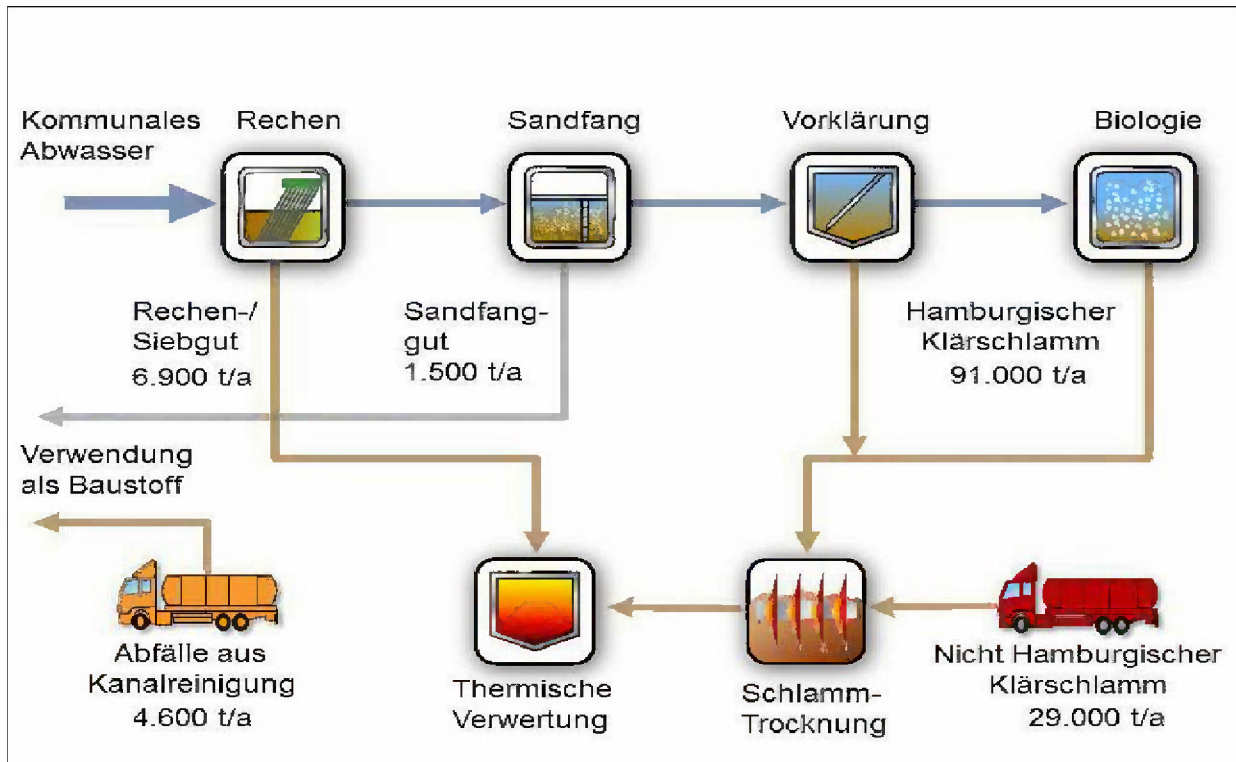 Kommunales
Abwasser
Rechen
Sandfang
Vorklärung
Biologie
Rechen-/
Siebgut
6.900 t/a
Sandfang-
gut
1.500 t/a
Hamburgischer
Klärschlamm
91.000 t/a
Verwendung
als Baustoff
Abfälle aus
Kanalreinigung
4.600 t/a
Thermische
Verwertung
Schlamm-
Trocknung
Nicht Hamburgischer
Klärschlamm
29.000 t/a